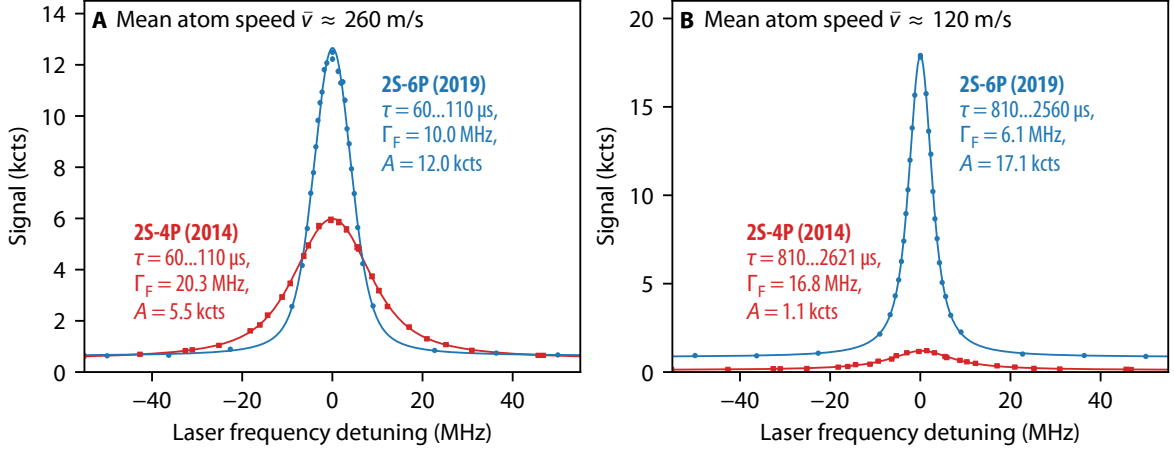 A Mean atom speed v̄ ≈ 260 m/s
14
12
10
8
6
4
2
0
Signal (kcts)
2S-6P (2019)
τ = 60...110 µs,
Γ_F = 10.0 MHz,
A = 12.0 kcts
2S-4P (2014)
τ = 60...110 µs,
Γ_F = 20.3 MHz,
A = 5.5 kcts
−40 −20 0 20 40
Laser frequency detuning (MHz)
B Mean atom speed v̄ ≈ 120 m/s
20
15
10
5
0
Signal (kcts)
2S-6P (2019)
τ = 810...2560 µs,
Γ_F = 6.1 MHz,
A = 17.1 kcts
2S-4P (2014)
τ = 810...2621 µs,
Γ_F = 16.8 MHz,
A = 1.1 kcts
−40 −20 0 20 40
Laser frequency detuning (MHz)